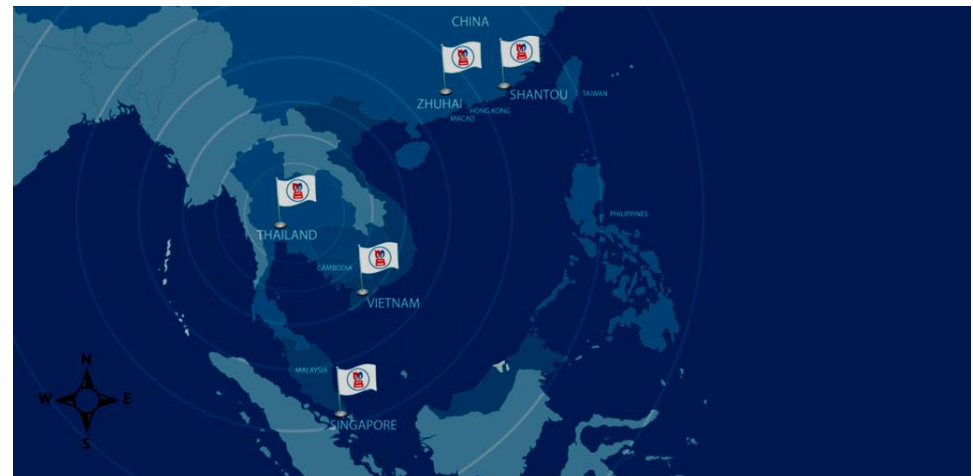 CHINA
ZHUHAI
SHANTOU
TAIWAN
HONG KONG
MACAO
THAILAND
PHILIPPINES
CAMBODIA
VIETNAM
MALAYSIA
SINGAPORE
N
W
E
S